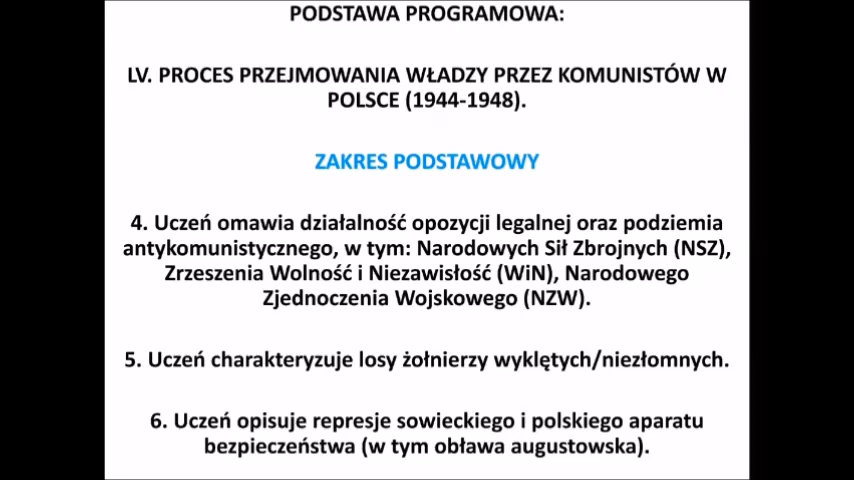 PODSTAWA PROGRAMOWA:
LV. PROCES PRZEJMOWANIA WŁADZY PRZEZ KOMUNISTÓW W
POLSCE (1944-1948).
ZAKRES PODSTAWOWY
4. Uczeń omawia działalność opozycji legalnej oraz podziemia
antykomunistycznego, w tym: Narodowych Sił Zbrojnych (NSZ),
Zrzeszenia Wolność i Niezawisłość (WiN), Narodowego
Zjednoczenia Wojskowego (NZW).
5. Uczeń charakteryzuje losy żołnierzy wyklętych/niezłomnych.
6. Uczeń opisuje represje sowieckiego i polskiego aparatu
bezpieczeństwa (w tym obława augustowska).